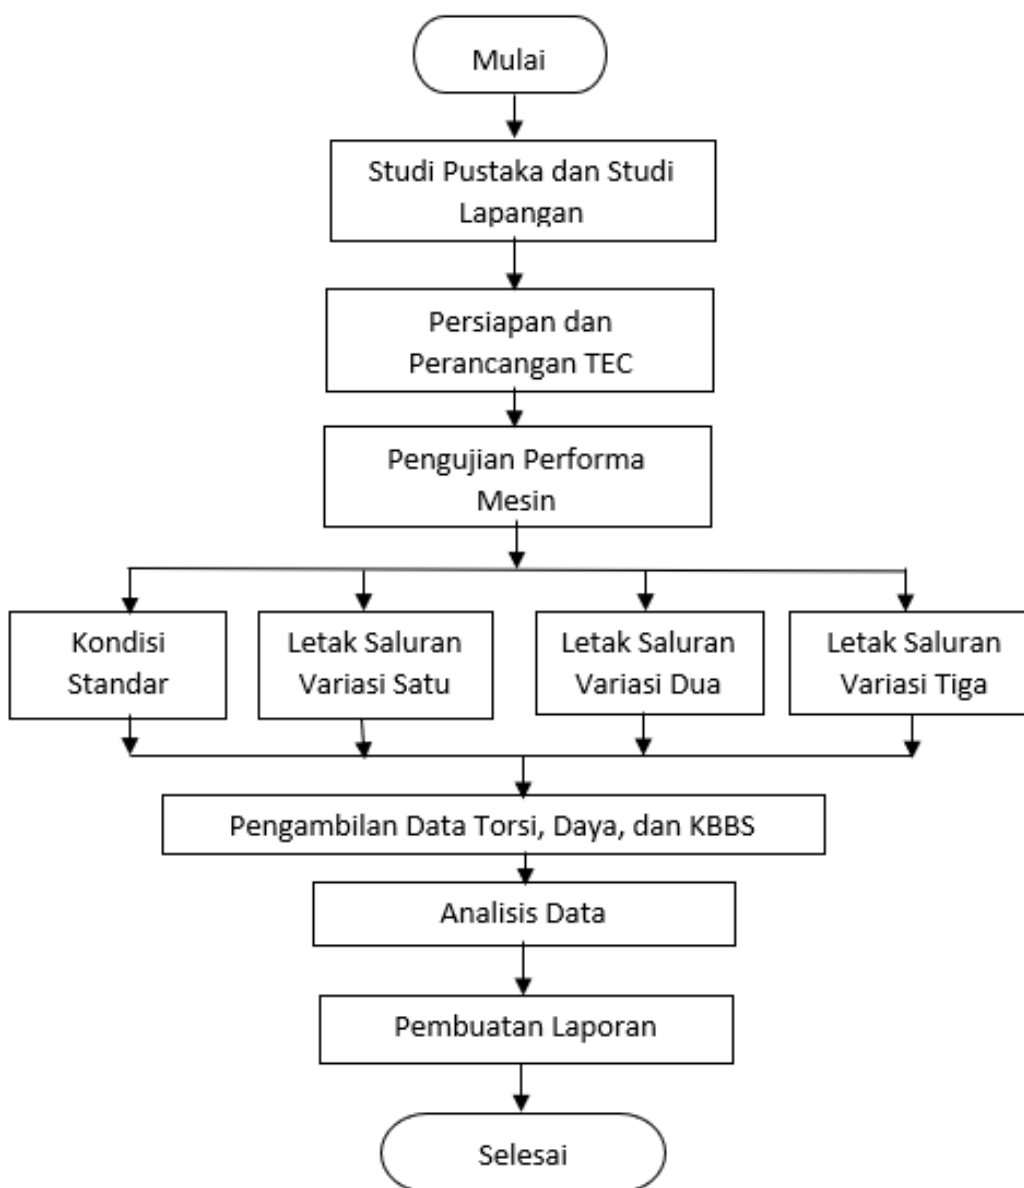 Mulai
Studi Pustaka dan Studi
Lapangan
Persiapan dan
Perancangan TEC
Pengujian Performa
Mesin
Kondisi
Standar
Letak Saluran
Variasi Satu
Letak Saluran
Variasi Dua
Letak Saluran
Variasi Tiga
Pengambilan Data Torsi, Daya, dan KBBS
Analisis Data
Pembuatan Laporan
Selesai